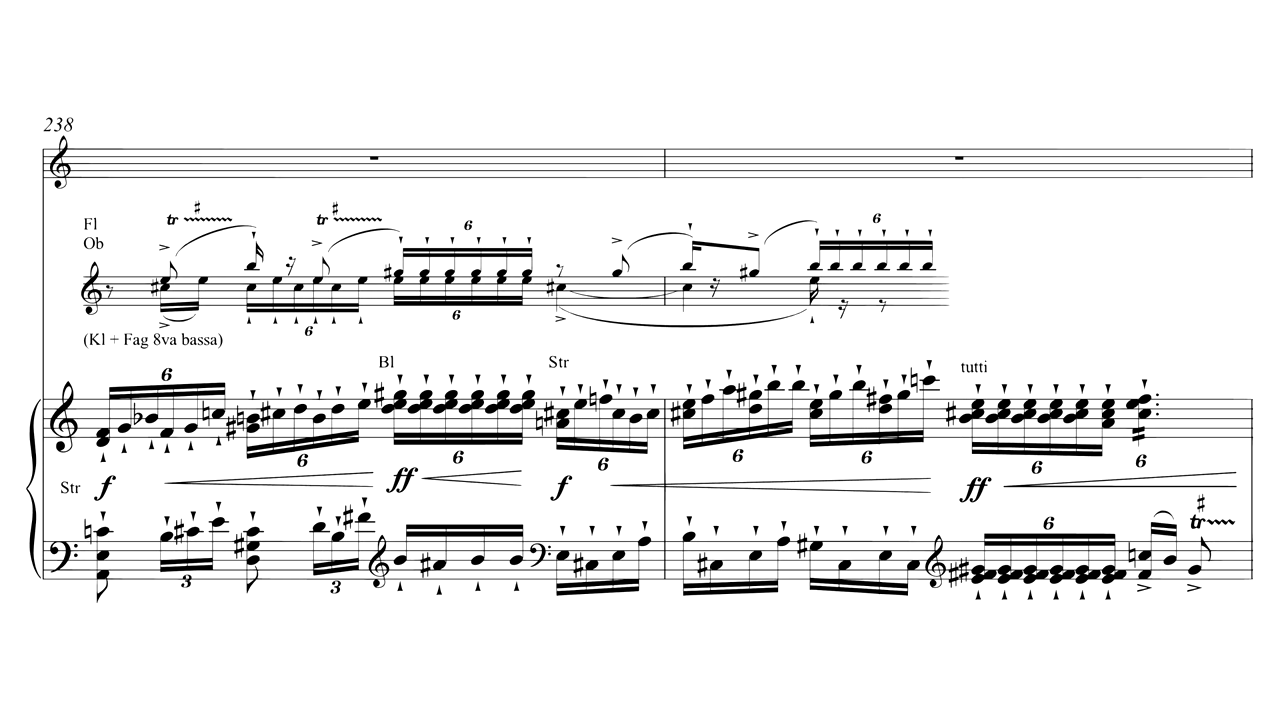 238
Fl
tr tr 6
Ob
6 6
6
(Kl + Fag 8va bassa)
Bl Str tutti
6
6 6 6 6 6 6 6
Str f ff f ff
3 3 6 tr